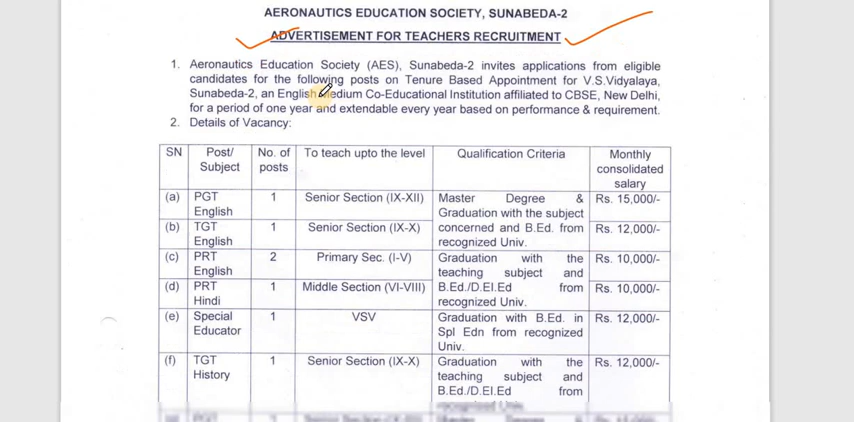 AERONAUTICS EDUCATION SOCIETY, SUNABEDA-2
ADVERTISEMENT FOR TEACHERS RECRUITMENT
1. Aeronautics Education Society (AES), Sunabeda-2 invites applications from eligible
candidates for the following posts on Tenure Based Appointment for V.S.Vidyalaya,
Sunabeda-2, an English Medium Co-Educational Institution affiliated to CBSE, New Delhi,
for a period of one year and extendable every year based on performance & requirement.
2. Details of Vacancy:
SN Post/ Subject No. of posts To teach upto the level Qualification Criteria Monthly consolidated salary
(a) PGT English 1 Senior Section (IX-XII) Master Degree & Graduation with the subject concerned and B.Ed. from recognized Univ. Rs. 15,000/-
(b) TGT English 1 Senior Section (IX-X) Rs. 12,000/-
(c) PRT English 2 Primary Sec. (I-V) Graduation with the teaching subject and B.Ed./D.El.Ed from recognized Univ. Rs. 10,000/-
(d) PRT Hindi 1 Middle Section (VI-VIII) Rs. 10,000/-
(e) Special Educator 1 VSV Graduation with B.Ed. in Spl Edn from recognized Univ. Rs. 12,000/-
(f) TGT History 1 Senior Section (IX-X) Graduation with the teaching subject and B.Ed./D.El.Ed from Rs. 12,000/-